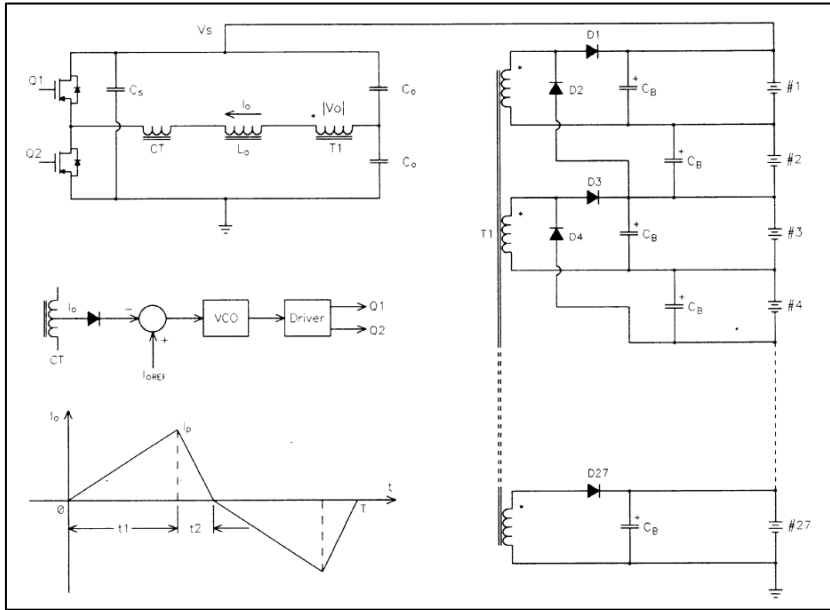 Vs
Q1
Cs
Io
|Vo|
Co
CT
Lo
T1
Q2
Co
D1
D2
+
CB
#1
+
CB
#2
D3
T1
D4
+
CB
#3
+
CB
#4
Io
CT
−
+
IoREF
VCO
Driver
Q1
Q2
Io
Ip
t
0
T
t1
t2
D27
+
CB
#27